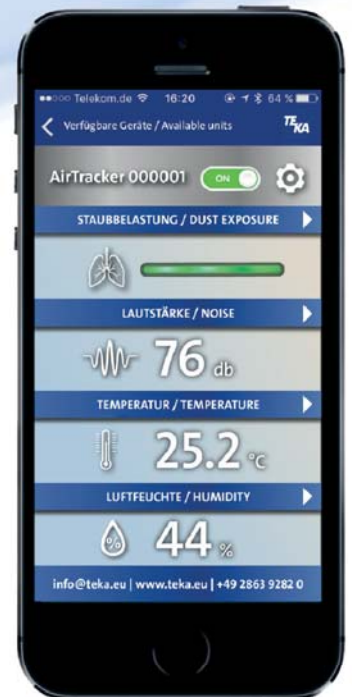 Telekom.de 16:20 64 %
Verfügbare Geräte / Available units TEKA
AirTracker 000001 ON
STAUBBELASTUNG / DUST EXPOSURE
LAUTSTÄRKE / NOISE
76 db
TEMPERATUR / TEMPERATURE
25.2 °C
LUFTFEUCHTE / HUMIDITY
%
44 %
info@teka.eu | www.teka.eu | +49 2863 9282 0